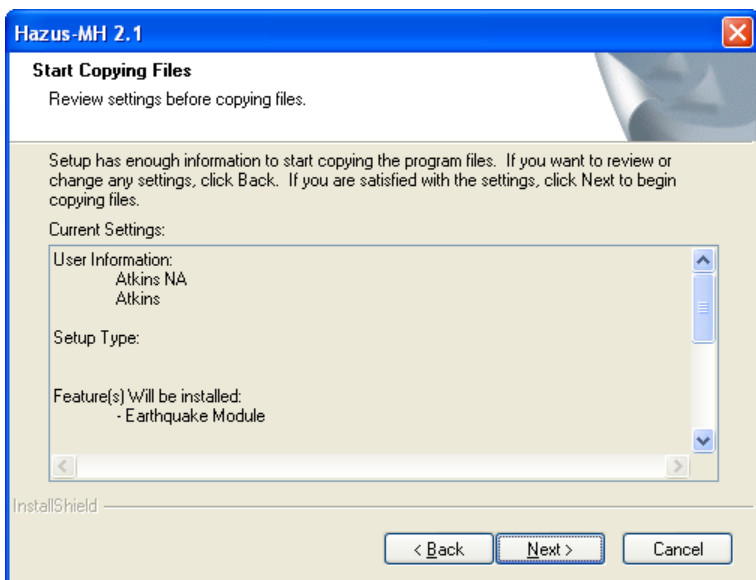 Hazus-MH 2.1
Start Copying Files
Review settings before copying files.
Setup has enough information to start copying the program files. If you want to review or
change any settings, click Back. If you are satisfied with the settings, click Next to begin
copying files.
Current Settings:
User Information:
Atkins NA
Atkins
Setup Type:
Feature(s) Will be installed:
- Earthquake Module
InstallShield
< Back
Next >
Cancel